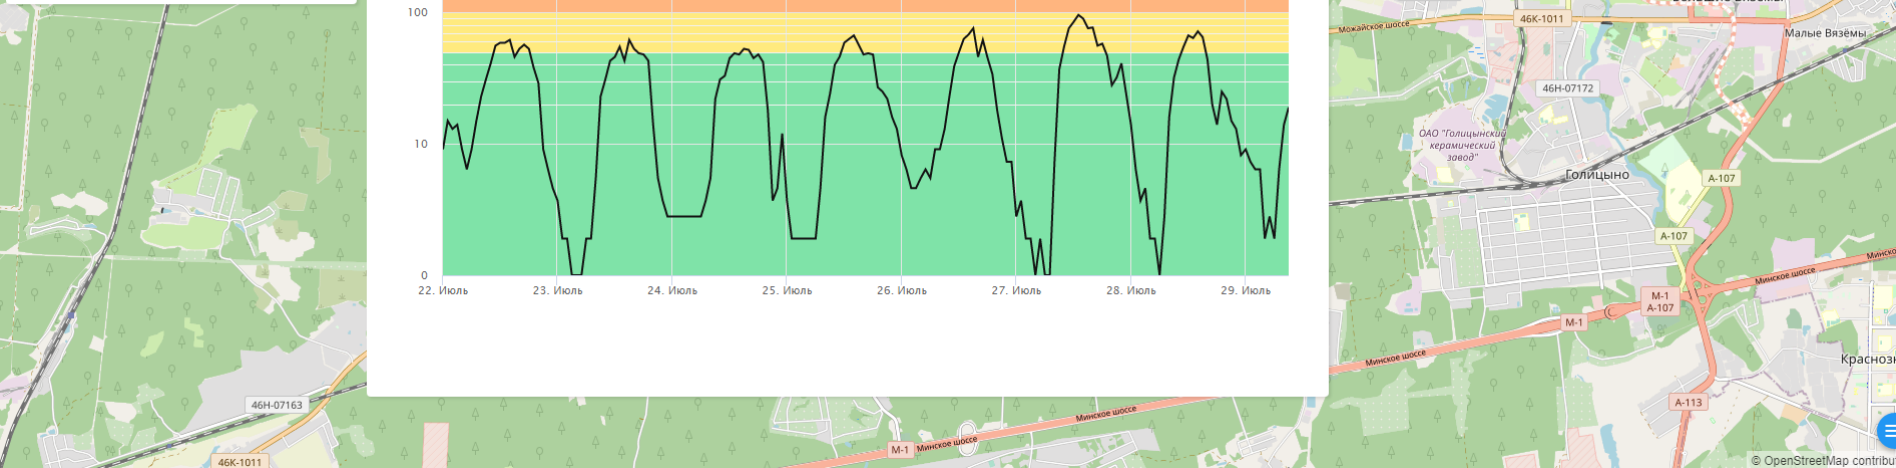 100
10
0
22. Июль
23. Июль
24. Июль
25. Июль
26. Июль
27. Июль
28. Июль
29. Июль
46К-1011
Можайское шоссе
Малые Вязёмы
46Н-07172
ОАО "Голицынский
керамический
завод"
Голицыно
А-107
А-107
Минское шоссе
М-1
А-107
М-1
Минское шоссе
46Н-07163
А-113
Минское шоссе
М-1
Минское шоссе
46К-1011
© OpenStreetMap